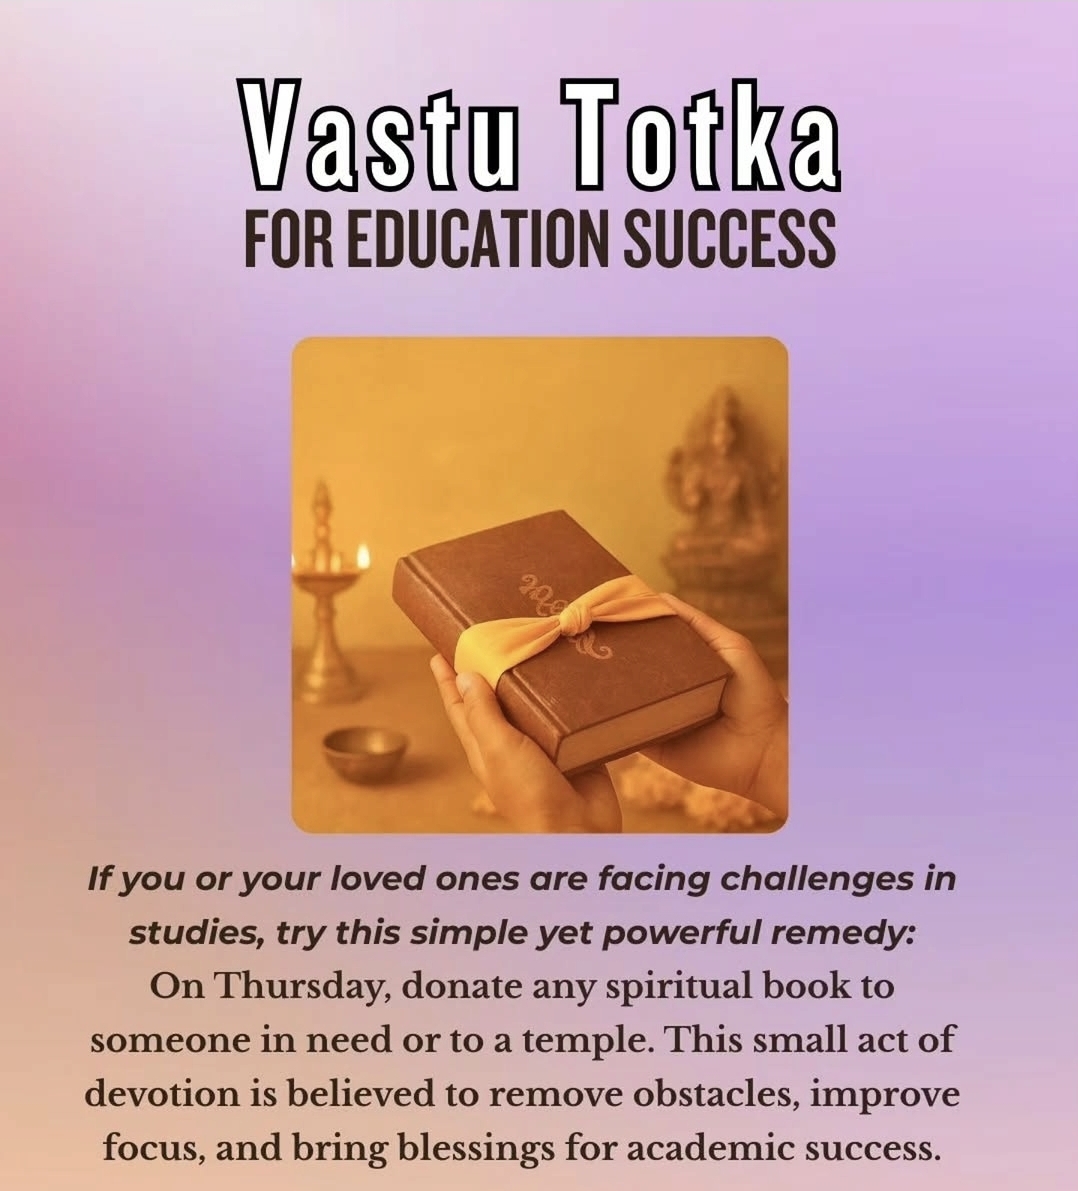 Vastu Totka
FOR EDUCATION SUCCESS
If you or your loved ones are facing challenges in
studies, try this simple yet powerful remedy:
On Thursday, donate any spiritual book to
someone in need or to a temple. This small act of
devotion is believed to remove obstacles, improve
focus, and bring blessings for academic success.